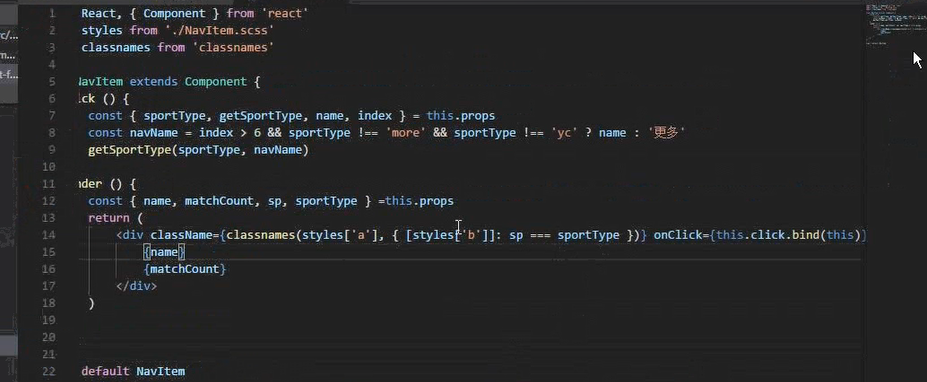 1 React, { Component } from 'react'
2 styles from './NavItem.scss'
3 classnames from 'classnames'
4
5 NavItem extends Component {
6 ick () {
7 const { sportType, getSportType, name, index } = this.props
8 const navName = index > 6 && sportType !== 'more' && sportType !== 'yc' ? name : '更多'
9 getSportType(sportType, navName)
10
11 nder () {
12 const { name, matchCount, sp, sportType } =this.props
13 return (
14 <div className={classnames(styles['a'], { [styles['b']]: sp === sportType })} onClick={this.click.bind(this)}
15 {name}
16 {matchCount}
17 </div>
18 )
19
20
21
22 default NavItem